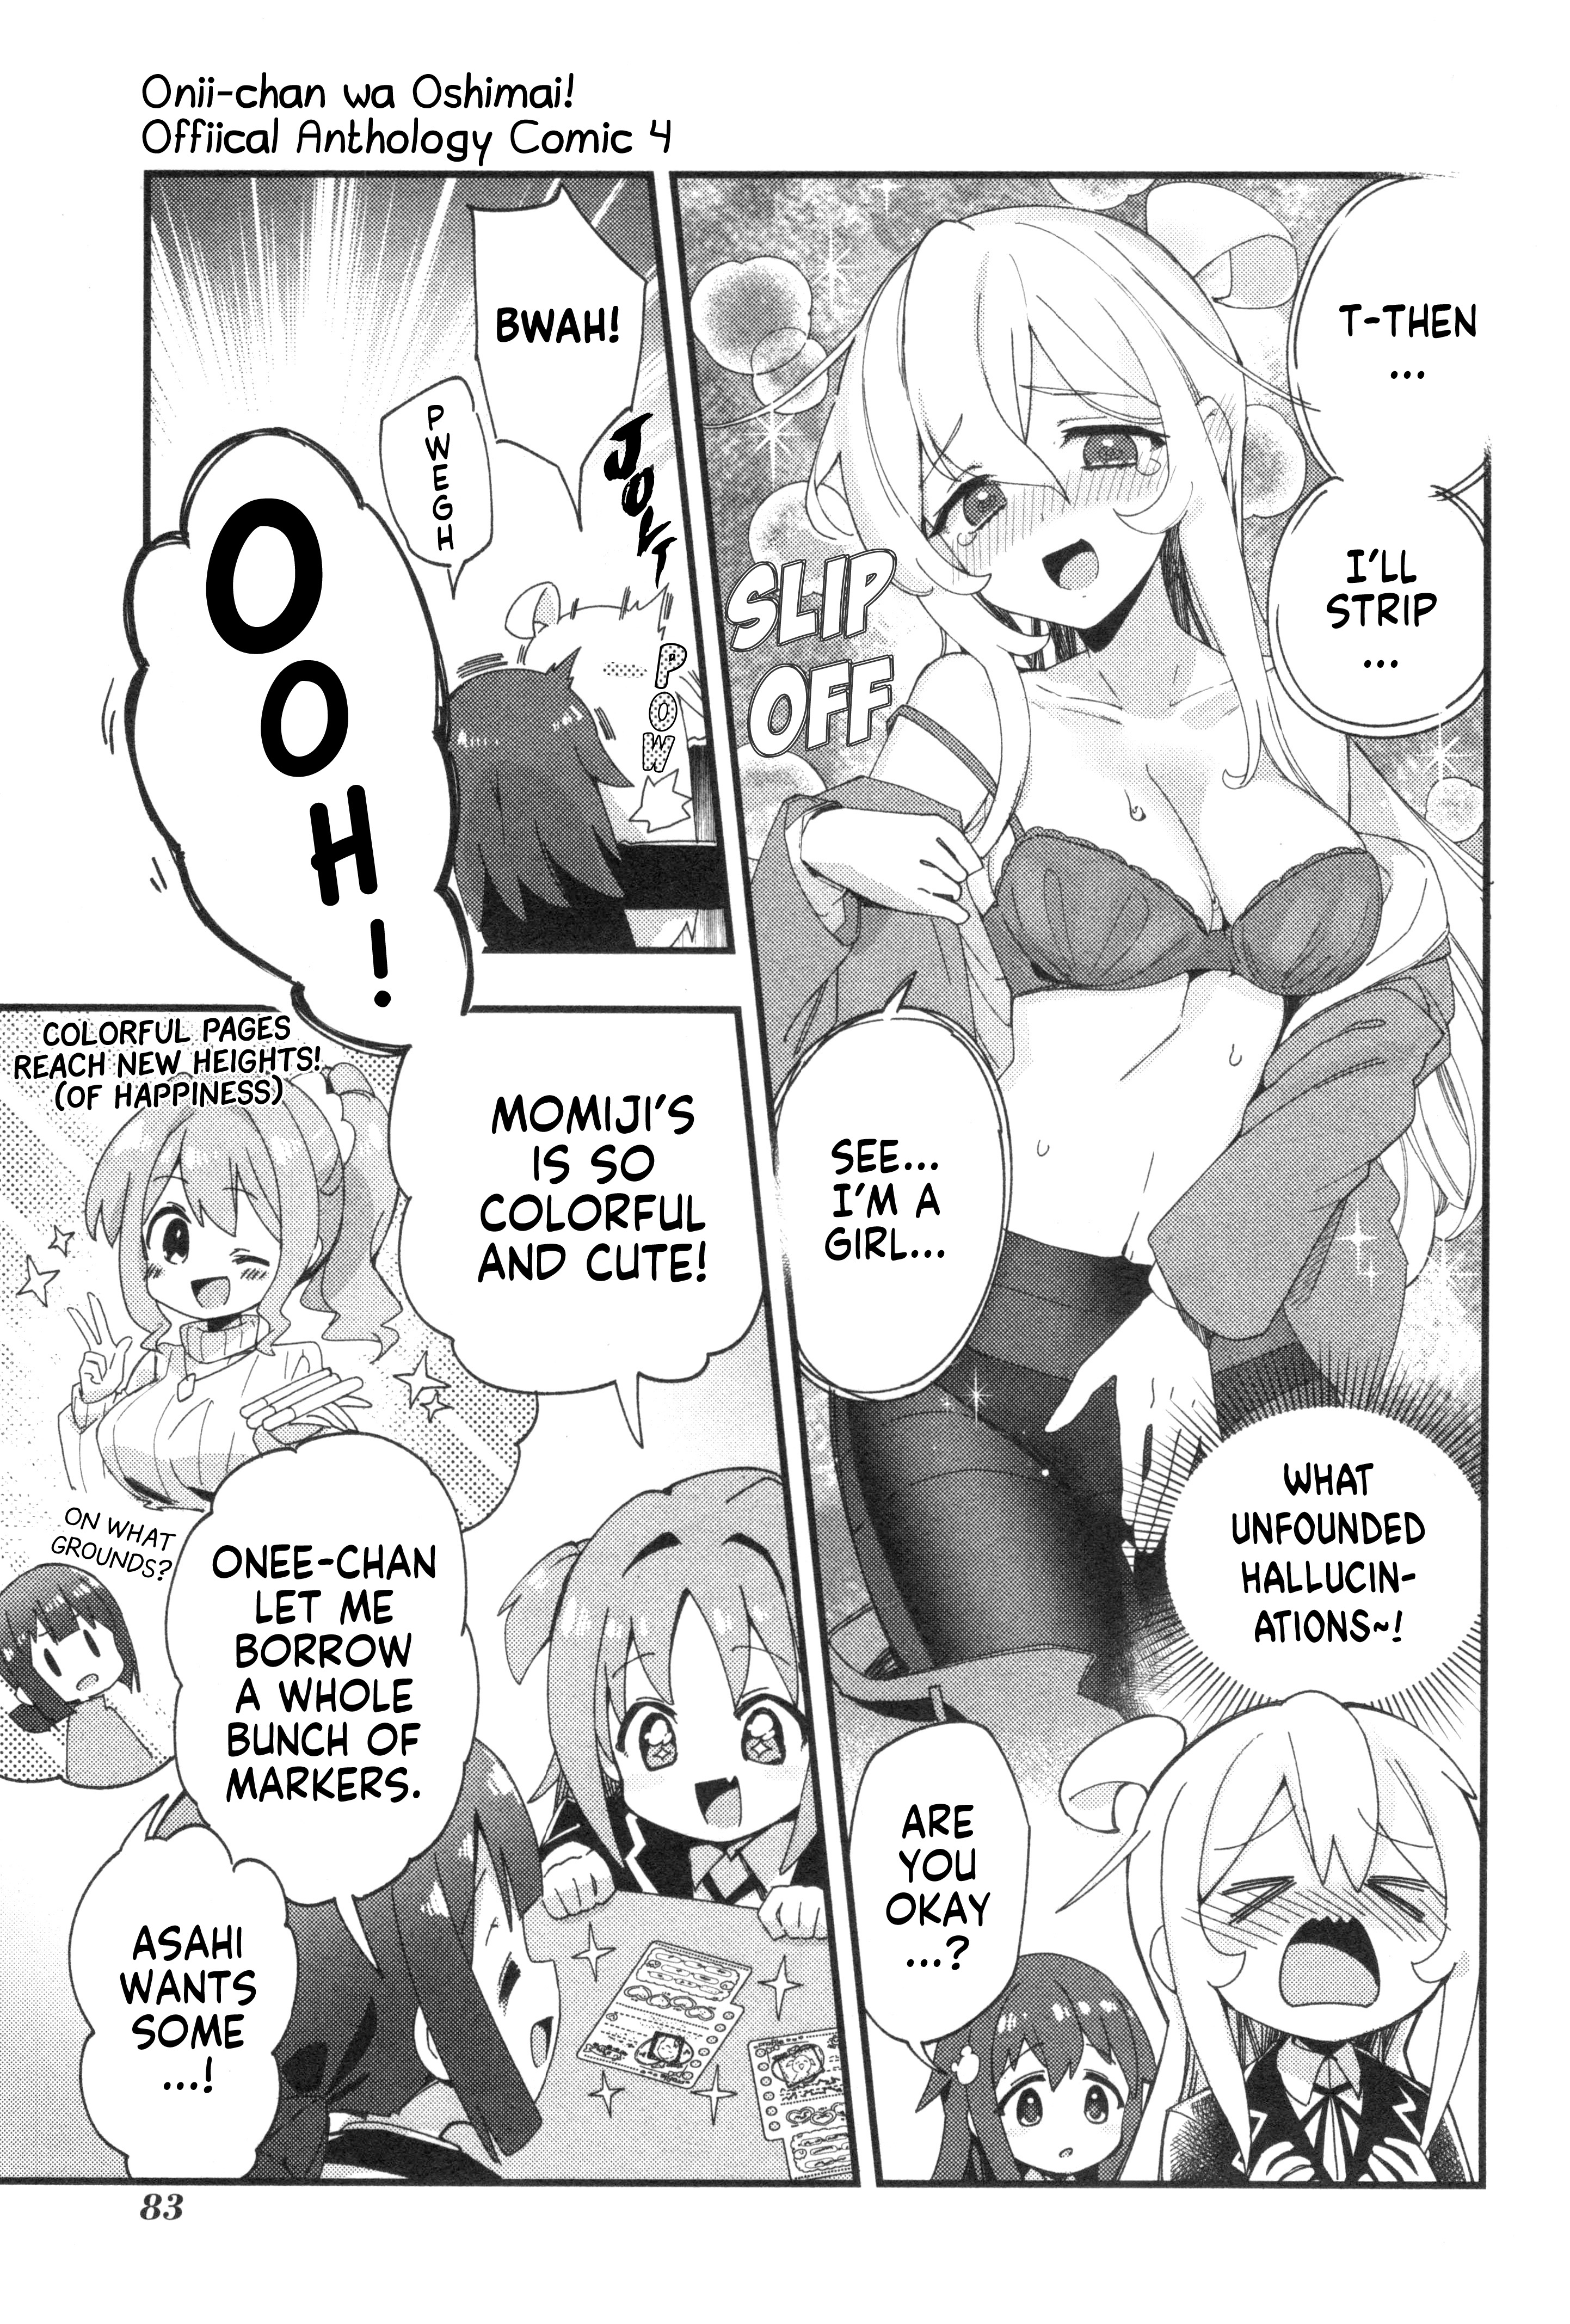 Onii-chan wa Oshimai!
Offiical Anthology Comic 4
T-THEN
...
I'LL
STRIP
...
SLIP
OFF
SEE...
I'M A
GIRL...
WHAT
UNFOUNDED
HALLUCIN-
ATIONS~!
ARE
YOU
OKAY
...?
BWAH!
JOLT
PWEGH
POW
OOH!
MOMIJI'S
IS SO
COLORFUL
AND CUTE!
COLORFUL PAGES
REACH NEW HEIGHTS!
(OF HAPPINESS)
ONEE-CHAN
LET ME
BORROW
A WHOLE
BUNCH OF
MARKERS.
ON WHAT
GROUNDS?
ASAHI
WANTS
SOME
...!
83